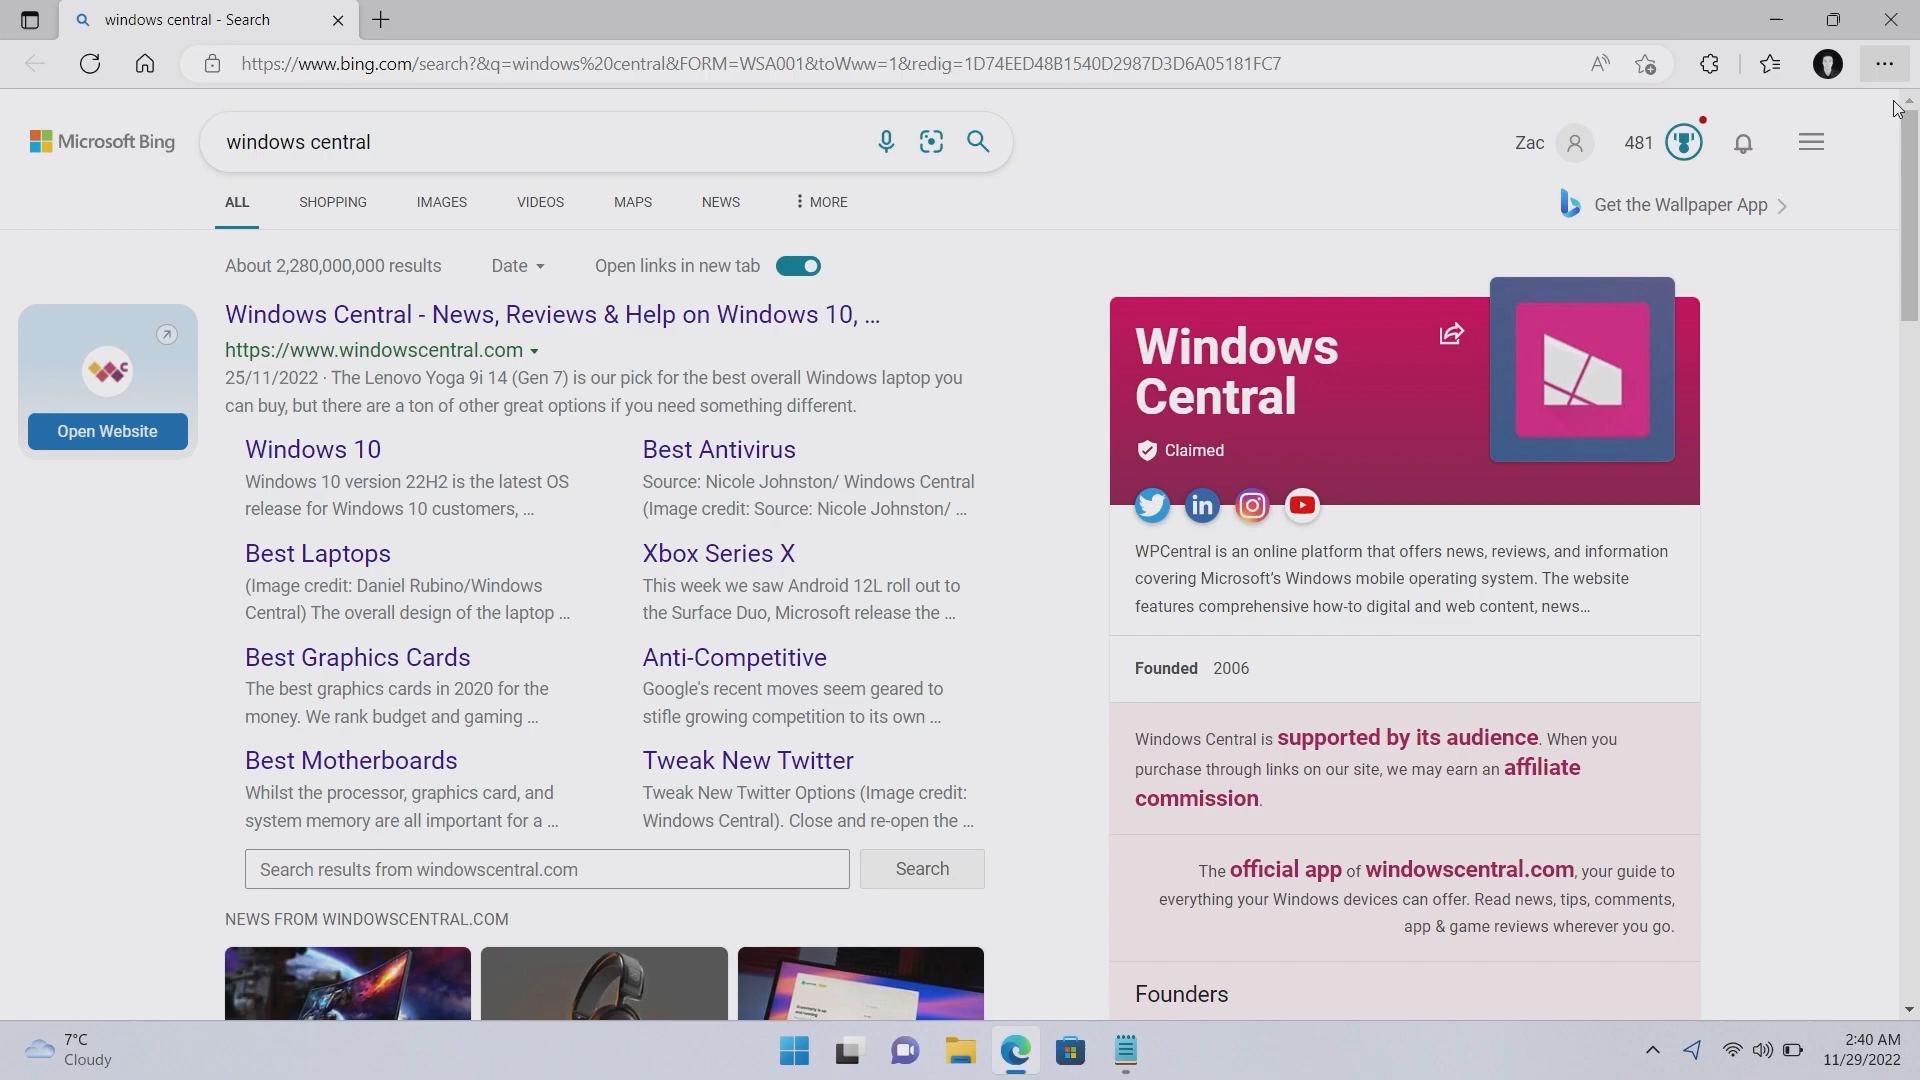 windows central - Search
https://www.bing.com/search?&q=windows%20central&FORM=WSA001&toWww=1&redig=1D74EED48B1540D2987D3D6A05181FC7
Microsoft Bing
windows central
Zac
481
ALL
SHOPPING
IMAGES
VIDEOS
MAPS
NEWS
MORE
Get the Wallpaper App
About 2,280,000,000 results
Date
Open links in new tab
Open Website
Windows Central - News, Reviews & Help on Windows 10, ...
https://www.windowscentral.com
25/11/2022 · The Lenovo Yoga 9i 14 (Gen 7) is our pick for the best overall Windows laptop you
can buy, but there are a ton of other great options if you need something different.
Windows 10
Windows 10 version 22H2 is the latest OS
release for Windows 10 customers, ...
Best Antivirus
Source: Nicole Johnston/ Windows Central
(Image credit: Source: Nicole Johnston/ ...
Best Laptops
(Image credit: Daniel Rubino/Windows
Central) The overall design of the laptop ...
Xbox Series X
This week we saw Android 12L roll out to
the Surface Duo, Microsoft release the ...
Best Graphics Cards
The best graphics cards in 2020 for the
money. We rank budget and gaming ...
Anti-Competitive
Google's recent moves seem geared to
stifle growing competition to its own ...
Best Motherboards
Whilst the processor, graphics card, and
system memory are all important for a ...
Tweak New Twitter
Tweak New Twitter Options (Image credit:
Windows Central). Close and re-open the ...
Search results from windowscentral.com
Search
NEWS FROM WINDOWSCENTRAL.COM
Windows
Central
Claimed
WPCentral is an online platform that offers news, reviews, and information
covering Microsoft's Windows mobile operating system. The website
features comprehensive how-to digital and web content, news...
Founded 2006
Windows Central is supported by its audience. When you
purchase through links on our site, we may earn an affiliate
commission.
The official app of windowscentral.com, your guide to
everything your Windows devices can offer. Read news, tips, comments,
app & game reviews wherever you go.
Founders
7°C
Cloudy
2:40 AM
11/29/2022